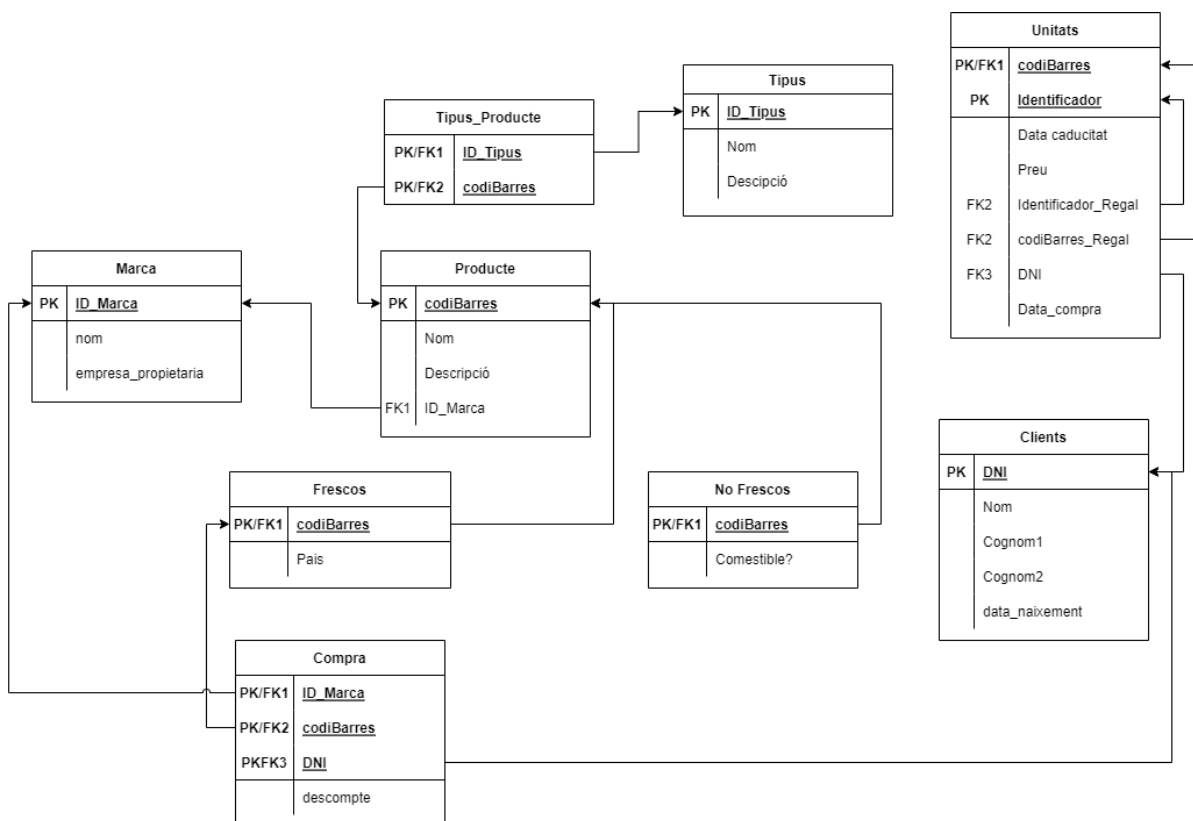 Unitats
PK/FK1 codiBarres
PK Identificador
Data caducitat
Preu
FK2 Identificador_Regal
FK2 codiBarres_Regal
FK3 DNI
Data_compra
Tipus
PK ID_Tipus
Nom
Descipció
Tipus_Producte
PK/FK1 ID_Tipus
PK/FK2 codiBarres
Marca
PK ID_Marca
nom
empresa_propietaria
Producte
PK codiBarres
Nom
Descripció
FK1 ID_Marca
Clients
PK DNI
Nom
Cognom1
Cognom2
data_naixement
Frescos
PK/FK1 codiBarres
Pais
No Frescos
PK/FK1 codiBarres
Comestible?
Compra
PK/FK1 ID_Marca
PK/FK2 codiBarres
PKFK3 DNI
descompte